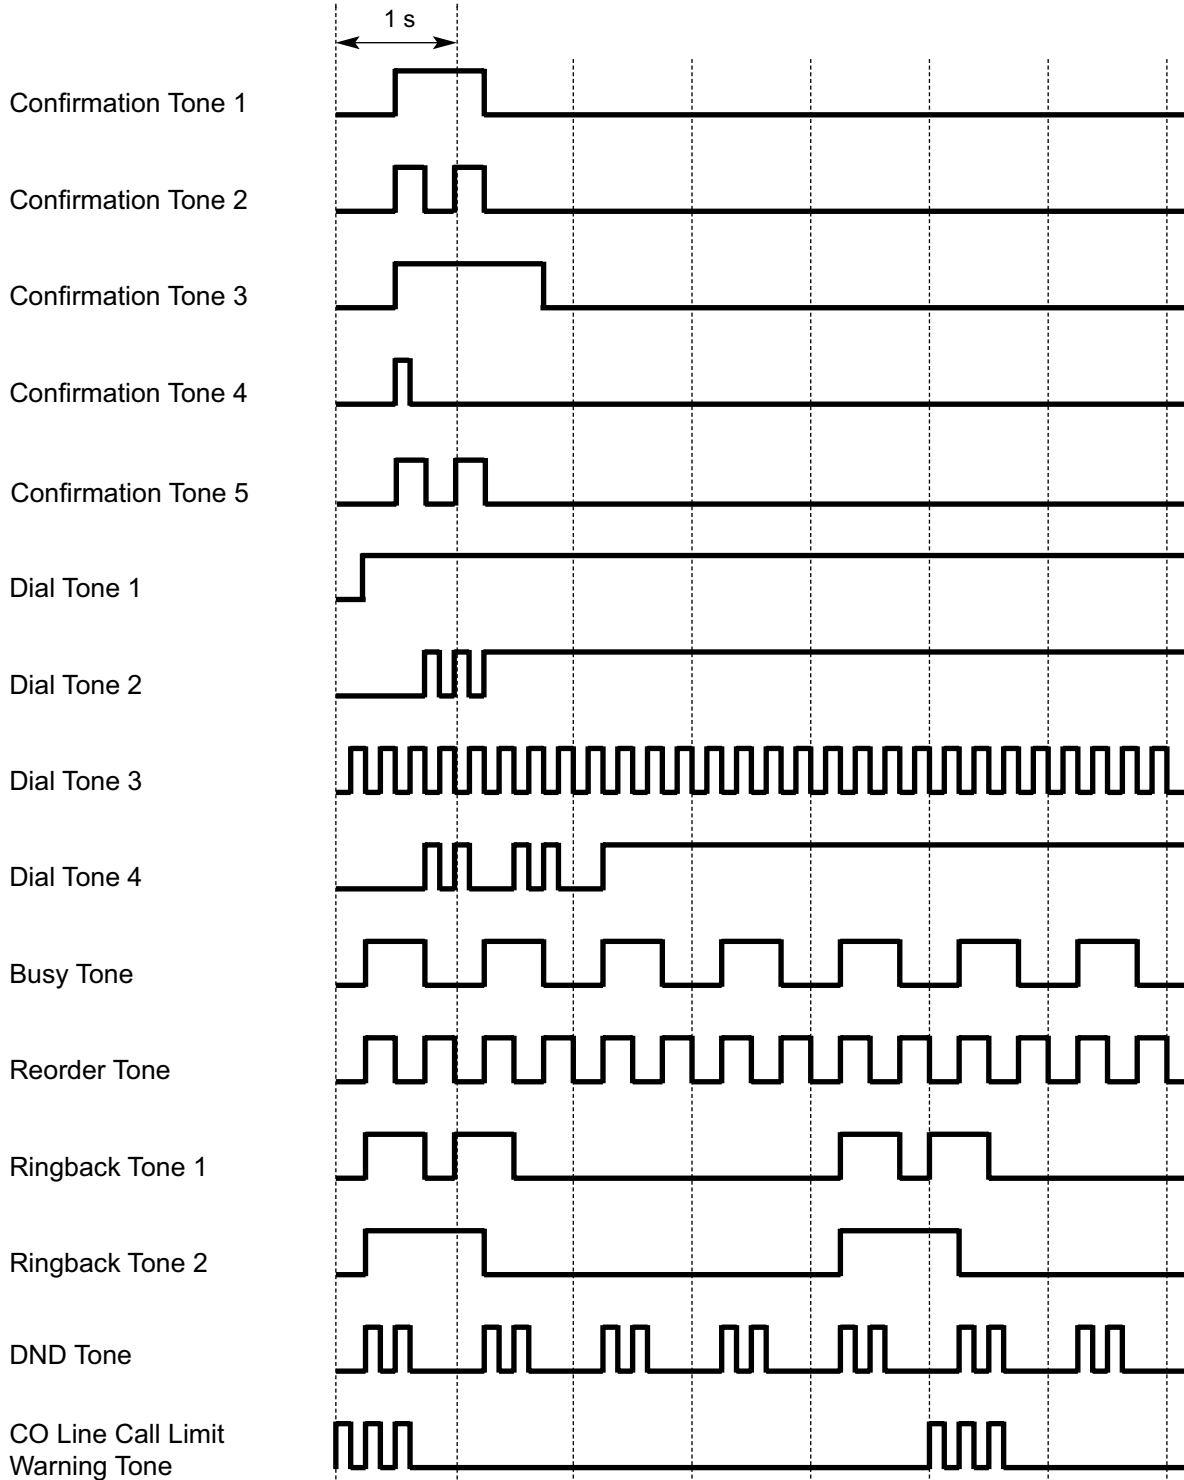 1 s
Confirmation Tone 1
Confirmation Tone 2
Confirmation Tone 3
Confirmation Tone 4
Confirmation Tone 5
Dial Tone 1
Dial Tone 2
Dial Tone 3
Dial Tone 4
Busy Tone
Reorder Tone
Ringback Tone 1
Ringback Tone 2
DND Tone
CO Line Call Limit
Warning Tone